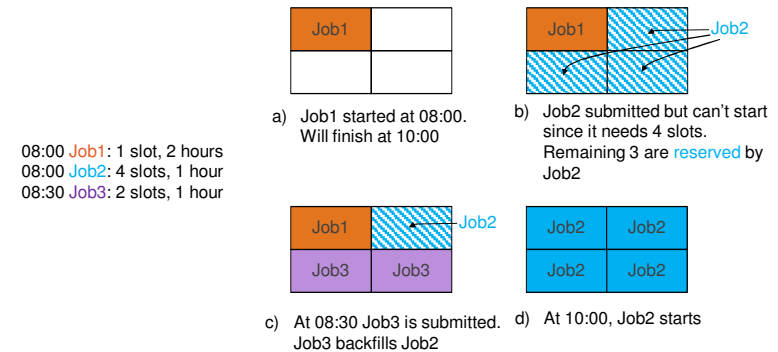 08:00 Job1: 1 slot, 2 hours
08:00 Job2: 4 slots, 1 hour
08:30 Job3: 2 slots, 1 hour
Job1
a) Job1 started at 08:00.
Will finish at 10:00
Job1
Job2
b) Job2 submitted but can't start
since it needs 4 slots.
Remaining 3 are reserved by
Job2
Job1
Job2
Job3 Job3
c) At 08:30 Job3 is submitted.
Job3 backfills Job2
Job2 Job2
Job2 Job2
d) At 10:00, Job2 starts